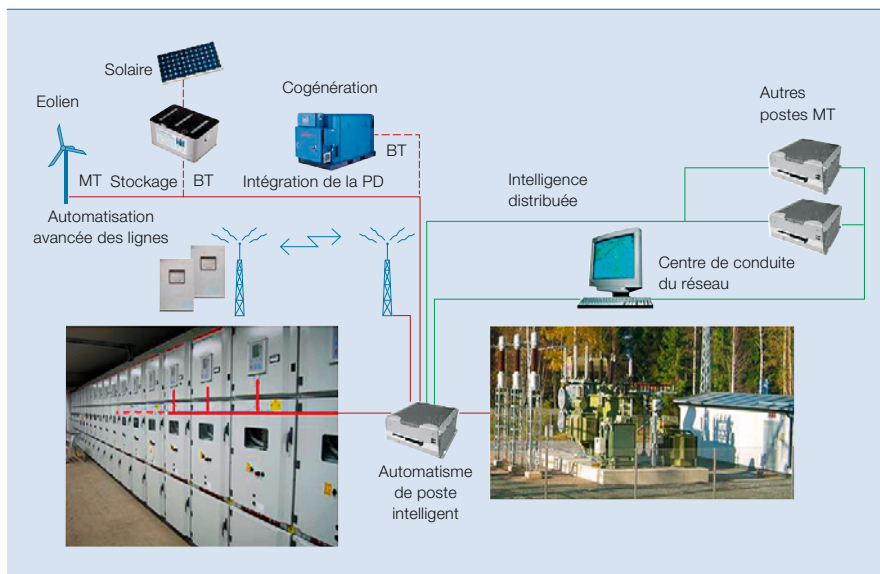 Solaire
Eolien
Cogénération
Autres
postes MT
MT
Stockage
BT
BT
Intégration de la PD
Intelligence
distribuée
Automatisation
avancée des lignes
Centre de conduite
du réseau
Automatisme
de poste
intelligent